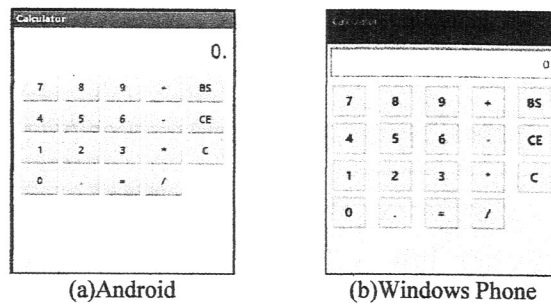 Calculator
0.
7 8 9 + BS
4 5 6 - CE
1 2 3 * C
0 . = /
(a)Android
Calculator
0
7 8 9 + BS
4 5 6 - CE
1 2 3 * C
0 . = /
(b)Windows Phone